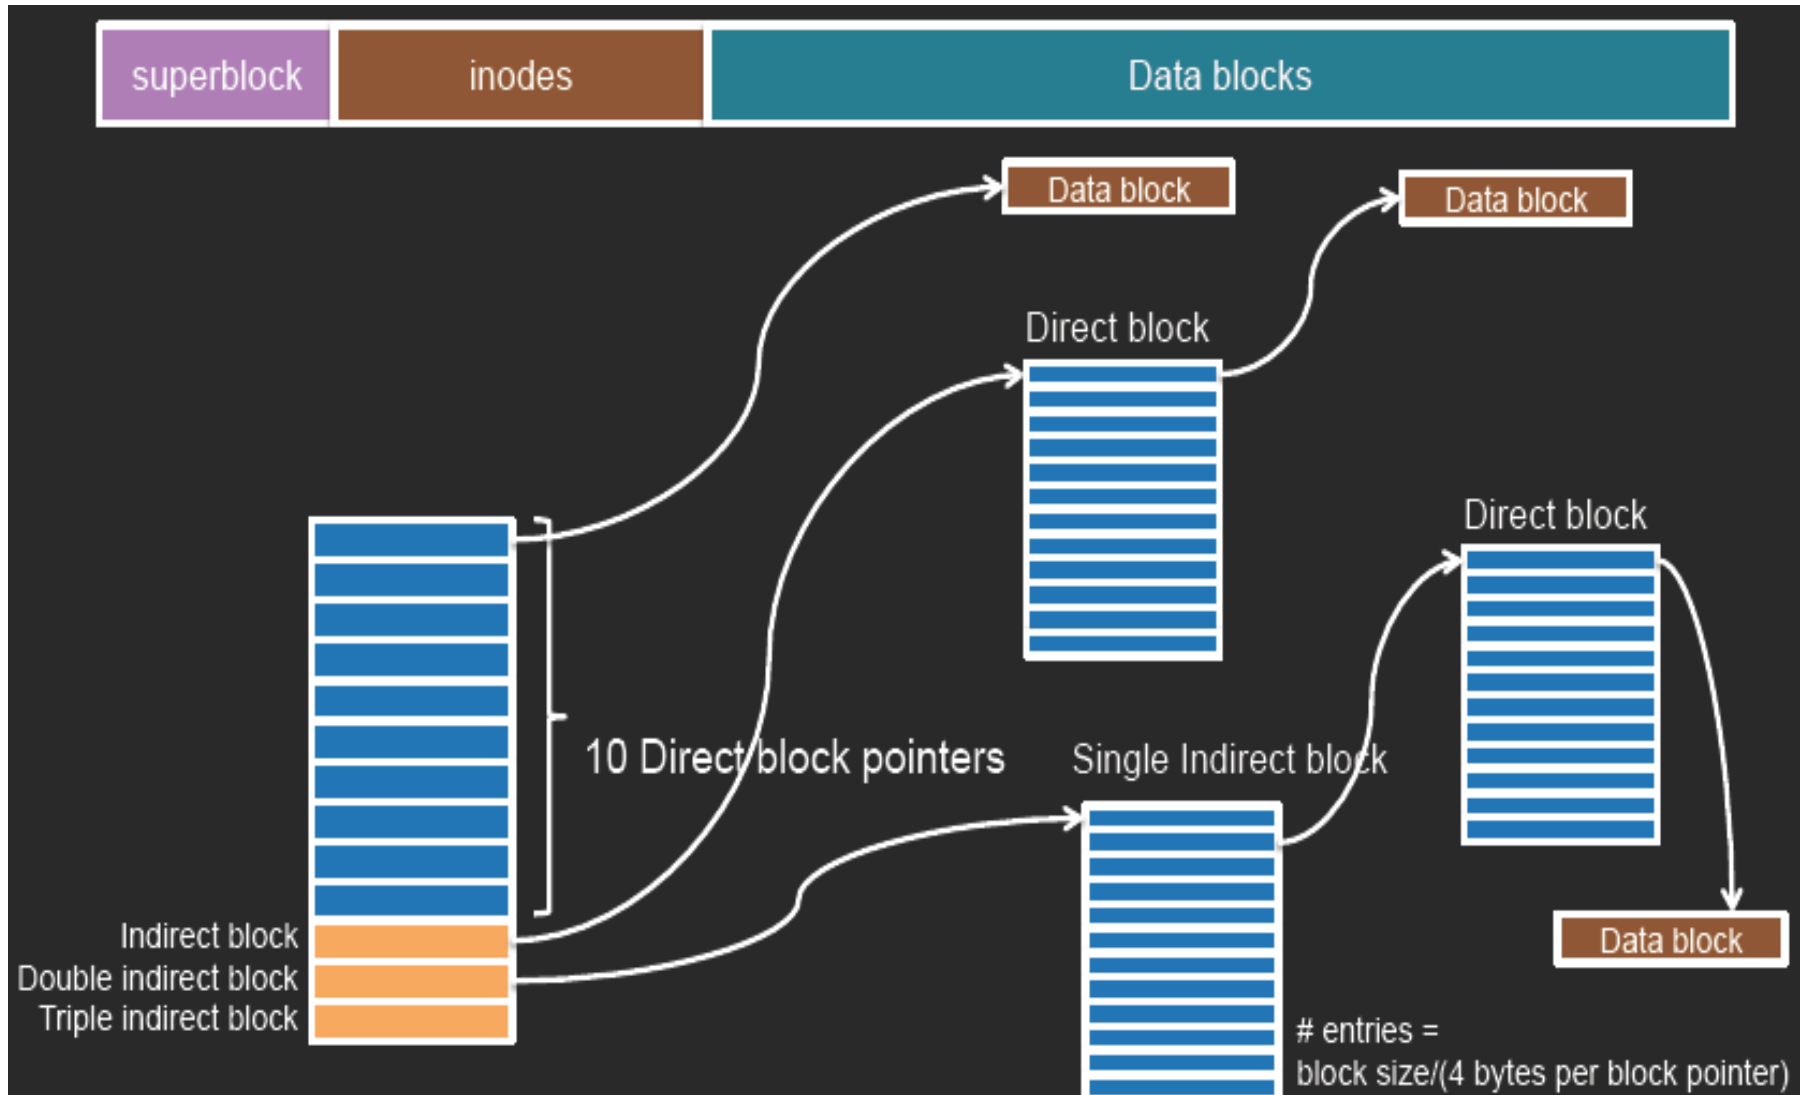 superblock
inodes
Data blocks
Data block
Data block
Direct block
Direct block
10 Direct block pointers
Single Indirect block
Indirect block
Double indirect block
Triple indirect block
Data block
# entries =
block size/(4 bytes per block pointer)